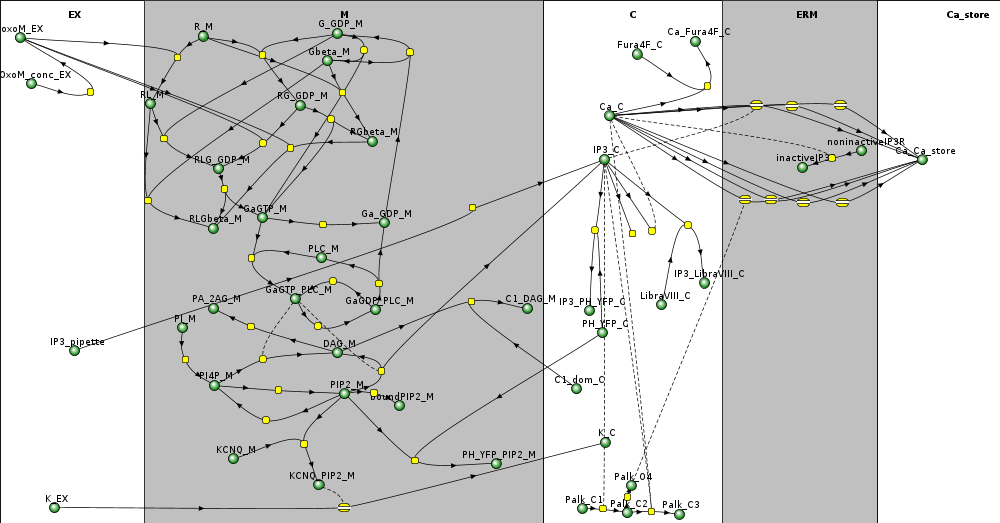 EX
M
C
ERM
Ca_store
oxoM_EX
R_M
G_GDP_M
Ca_Fura4F_C
Fura4F_C
Gbeta_M
OxoM_conc_EX
RL_M
RG_GDP_M
Ca_C
RGbeta_M
noninactiveIP3R
IP3_C
inactiveIP3
Ca_Ca_store
RLG_GDP_M
GaGTP_M
Ga_GDP_M
RLGbeta_M
PLC_M
IP3_LibraVIII_C
GaGTP_PLC_M
PA_2AG_M
GaGDP_PLC_M
C1_DAG_M
IP3_PH_YFP_C
LibraVIII_C
PI_M
PH_YFP_C
IP3_pipette
DAG_M
PI4P_M
PIP2_M
C1_dom_C
boundPIP2_M
K_C
KCNQ_M
PH_YFP_PIP2_M
KCNQ_PIP2_M
Palk_O4
K_EX
Palk_C1
Palk_C2
Palk_C3